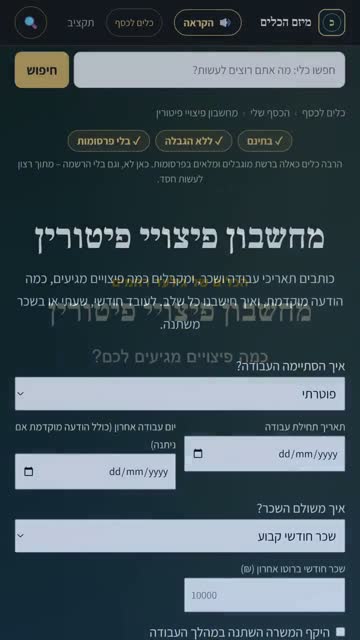 מיזם הכלים
הקראה
כלים לכסף
תקציב
חפשו כלי: מה אתם רוצים לעשות?
חיפוש
כלים לכסף › הכסף שלי › מחשבון פיצויי פיטורין
✓ בחינם
✓ ללא הגבלה
✓ בלי פרסומות
הרבה כלים כאלה ברשת מוגבלים ומלאים בפרסומות. כאן לא, וגם בלי הרשמה – מתוך רצון
לעשות חסד.
מחשבון פיצויי פיטורין
כותבים תאריכי עבודה ושכר, ומקבלים כמה פיצויים מגיעים, כמה
הודעה מוקדמת, ואיך חישבנו כל שלב. לעובד חודשי, שעתי או בשכר
משתנה.
מחשבון פיצויי פיטורין
כמה פיצויים מגיעים לכם?
איך הסתיימה העבודה?
פוטרתי
תאריך תחילת עבודה
dd/mm/yyyy
יום עבודה אחרון (כולל הודעה מוקדמת אם
ניתנה)
dd/mm/yyyy
איך משולם השכר?
שכר חודשי קבוע
שכר חודשי ברוטו אחרון (₪)
10000
היקף המשרה השתנה במהלך העבודה